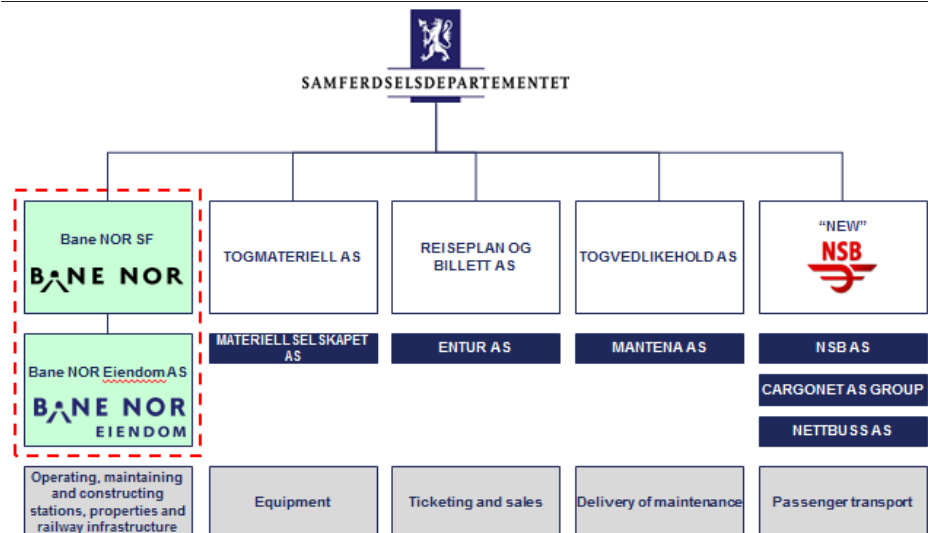 SAMFERDSELSDEPARTEMENTET
Bane NOR SF
BANE NOR
TOGMATERIELL AS
REISEPLAN OG
BILLETT AS
TOGVEDLIKEHOLD AS
“NEW”
NSB
Bane NOR Eiendom AS
BANE NOR
EIENDOM
MATERIELLSELSKAPET
AS
ENTUR AS
MANTENA AS
NSB AS
CARGONET AS GROUP
NETTBUSS AS
Operating, maintaining
and constructing
stations, properties and
railway infrastructure
Equipment
Ticketing and sales
Delivery of maintenance
Passenger transport